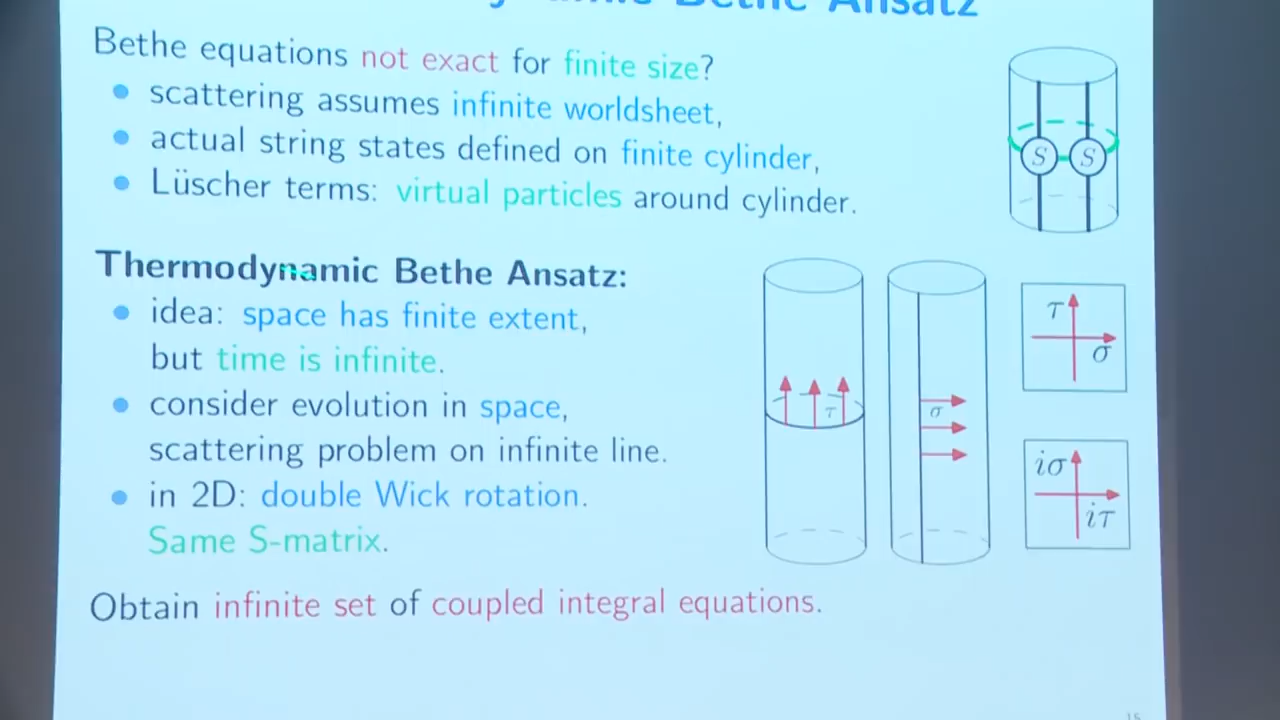 Bethe Ansatz
Bethe equations not exact for finite size?
scattering assumes infinite worldsheet,
actual string states defined on finite cylinder,
Lüscher terms: virtual particles around cylinder.
S S
Thermodynamic Bethe Ansatz:
idea: space has finite extent,
but time is infinite.
consider evolution in space,
scattering problem on infinite line.
in 2D: double Wick rotation.
Same S-matrix.
τ
σ
τ
σ
iσ
iτ
Obtain infinite set of coupled integral equations.